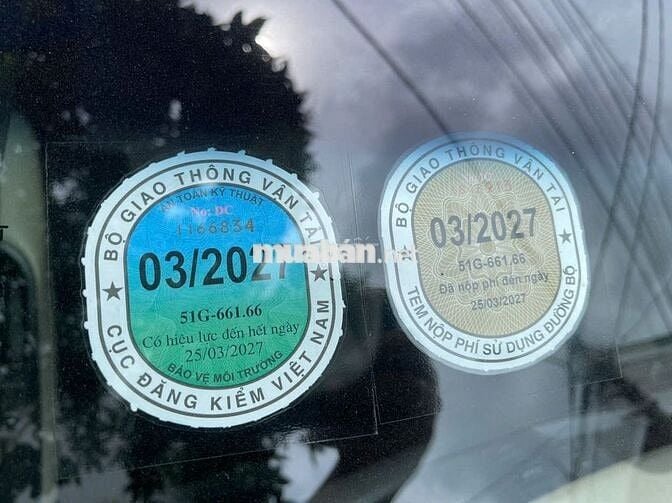 BỘ GIAO THÔNG VẬN TẢI
AN TOÀN KỸ THUẬT
No: DC
1166834
03/2027
51G-661.66
Có hiệu lực đến hết ngày
25/03/2027
BẢO VỆ MÔI TRƯỜNG
CỤC ĐĂNG KIỂM VIỆT NAM
muaban.net
BỘ GIAO THÔNG VẬN TẢI
03/2027
51G-661.66
Đã nộp phí đến ngày
25/03/2027
TEM NỘP PHÍ SỬ DỤNG ĐƯỜNG BỘ